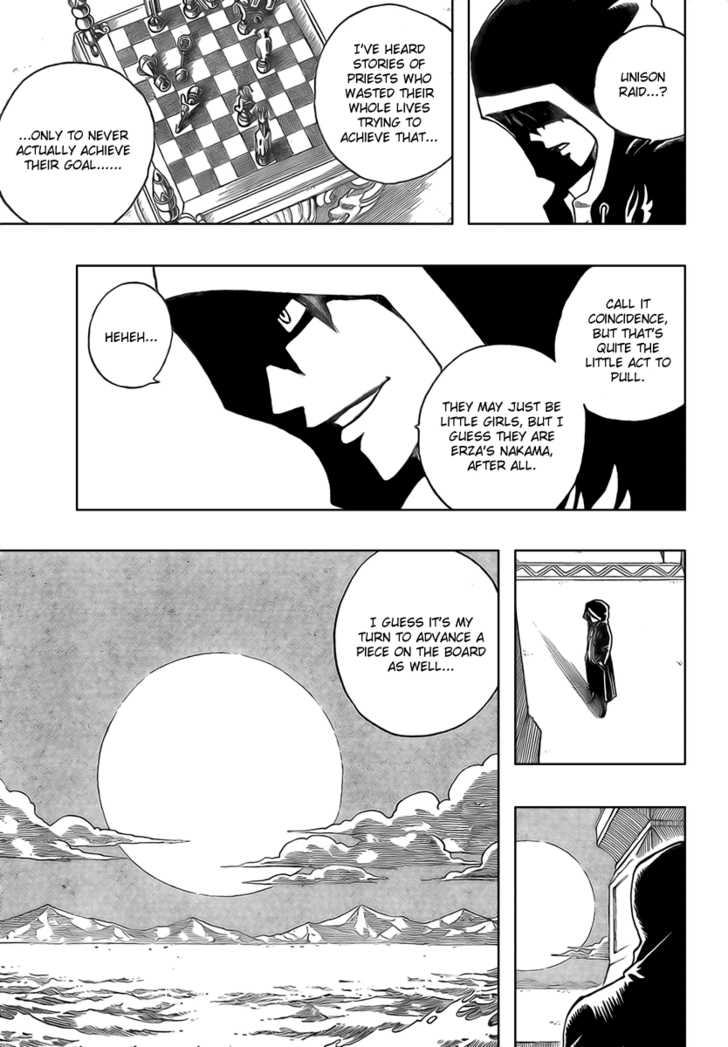 UNISON
RAID...?
I'VE HEARD
STORIES OF
PRIESTS WHO
WASTED THEIR
WHOLE LIVES
TRYING TO
ACHIEVE THAT...
...ONLY TO NEVER
ACTUALLY ACHIEVE
THEIR GOAL......
CALL IT
COINCIDENCE,
BUT THAT'S
QUITE THE
LITTLE ACT TO
PULL.
THEY MAY JUST BE
LITTLE GIRLS, BUT I
GUESS THEY ARE
ERZA'S NAKAMA,
AFTER ALL.
HEHEH...
I GUESS IT'S MY
TURN TO ADVANCE A
PIECE ON THE BOARD
AS WELL...